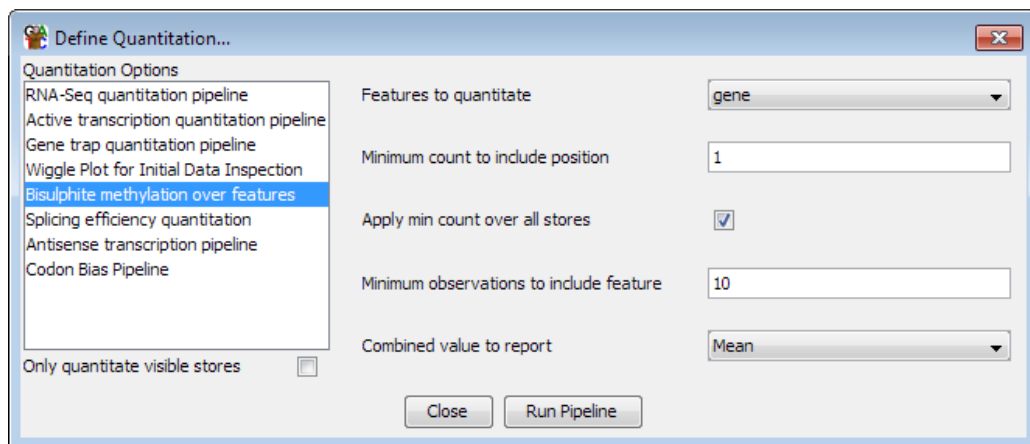 Define Quantitation...
Quantitation Options
RNA-Seq quantitation pipeline
Active transcription quantitation pipeline
Gene trap quantitation pipeline
Wiggle Plot for Initial Data Inspection
Bisulphite methylation over features
Splicing efficiency quantitation
Antisense transcription pipeline
Codon Bias Pipeline
Only quantitate visible stores
Features to quantitate gene
Minimum count to include position 1
Apply min count over all stores
Minimum observations to include feature 10
Combined value to report Mean
Close Run Pipeline